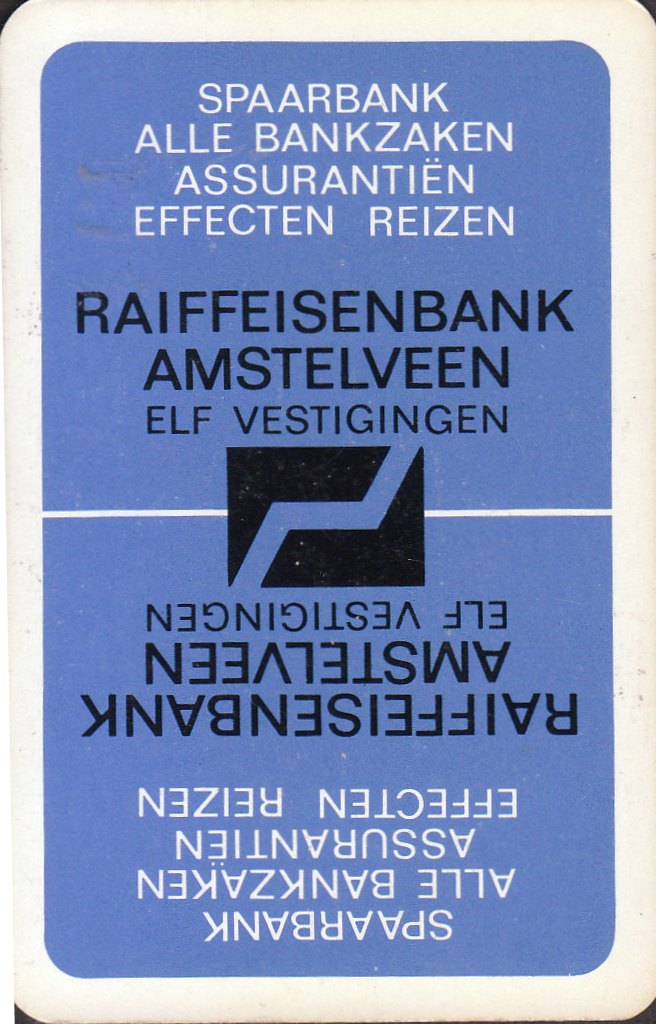 SPAARBANK
ALLE BANKZAKEN
ASSURANTIËN
EFFECTEN REIZEN
RAIFFEISENBANK
AMSTELVEEN
ELF VESTIGINGEN
ELF VESTIGINGEN
AMSTELVEEN
RAIFFEISENBANK
EFFECTEN REIZEN
ASSURANTIËN
ALLE BANKZAKEN
SPAARBANK